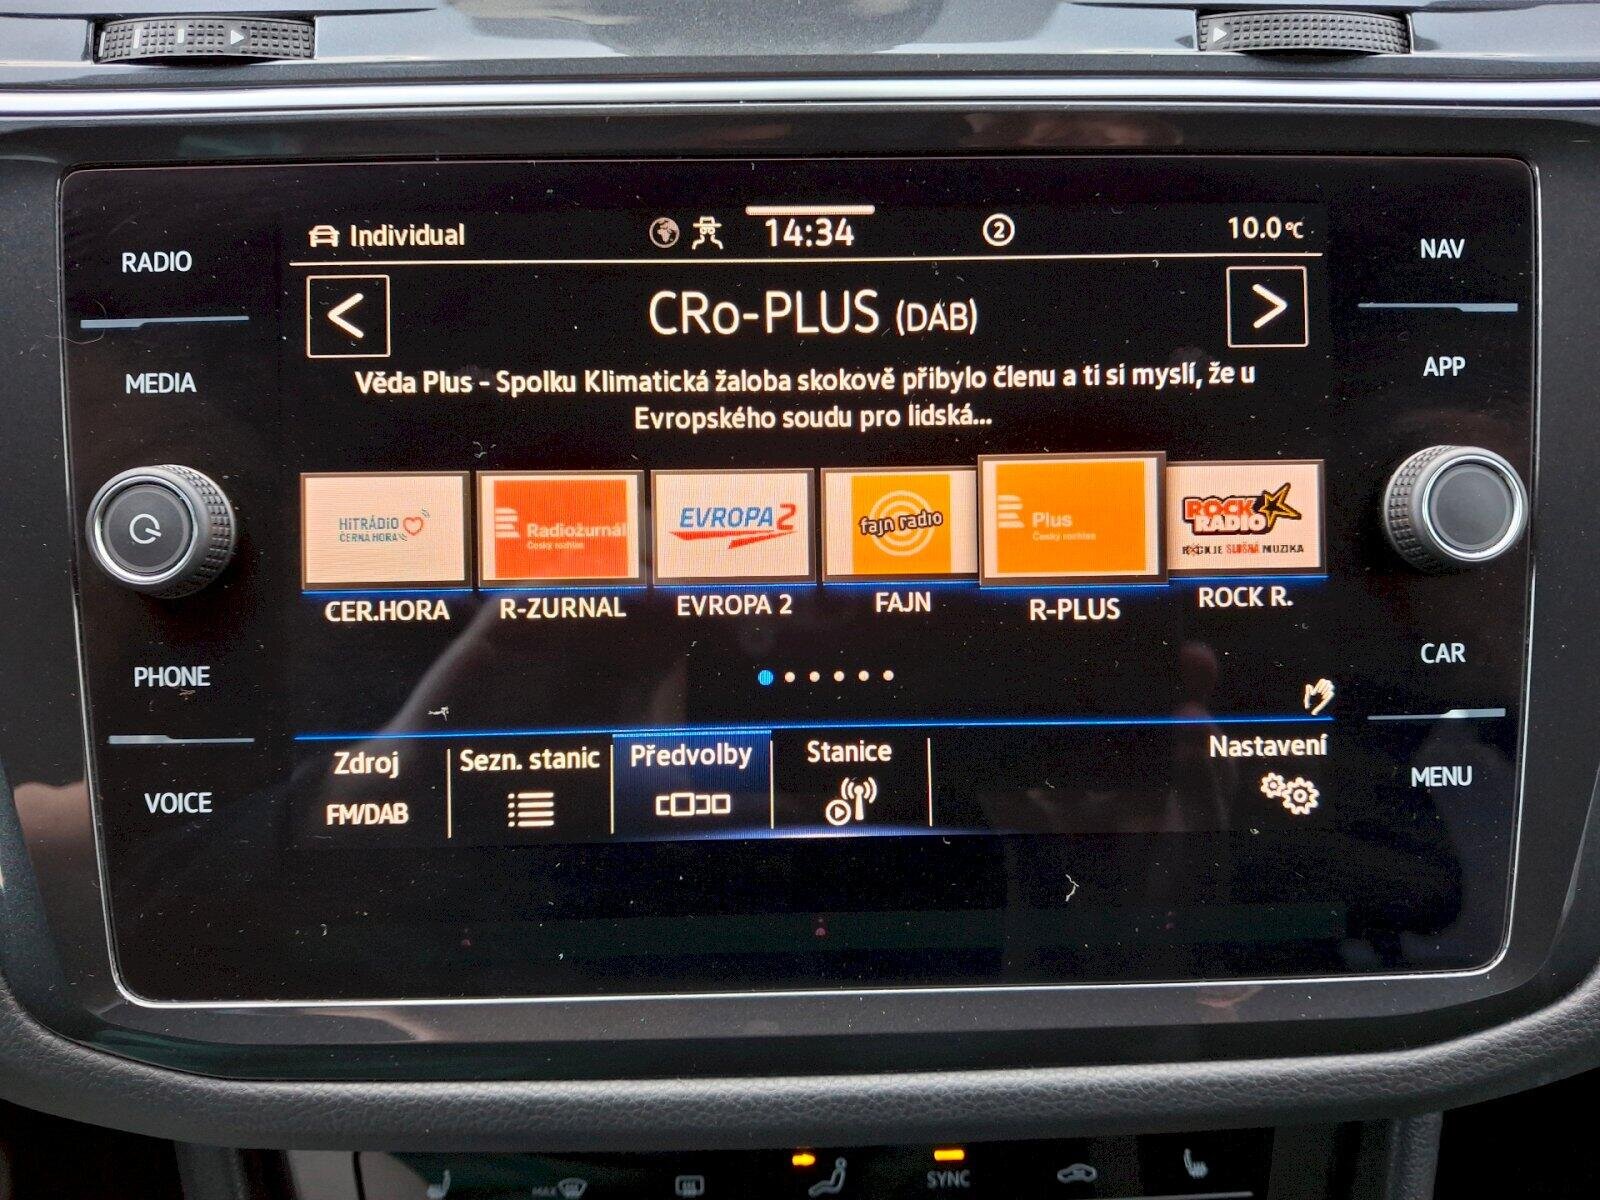 RADIO
MEDIA
PHONE
VOICE
Individual
14:34
2
10.0°C
CRo-PLUS (DAB)
Věda Plus - Spolku Klimatická žaloba skokově přibylo členu a ti si myslí, že u
Evropského soudu pro lidská...
HITRÁDIO
ČERNÁ HORA
Radiožurnál
Český rozhlas
EVROPA 2
fajn radio
Plus
Český rozhlas
ROCK
RADIO
ROCK JE SLUŠNÁ MUZIKA
CER.HORA
R-ZURNAL
EVROPA 2
FAJN
R-PLUS
ROCK R.
Zdroj
FM/DAB
Sezn. stanic
Předvolby
Stanice
Nastavení
NAV
APP
CAR
MENU
MAX
SYNC